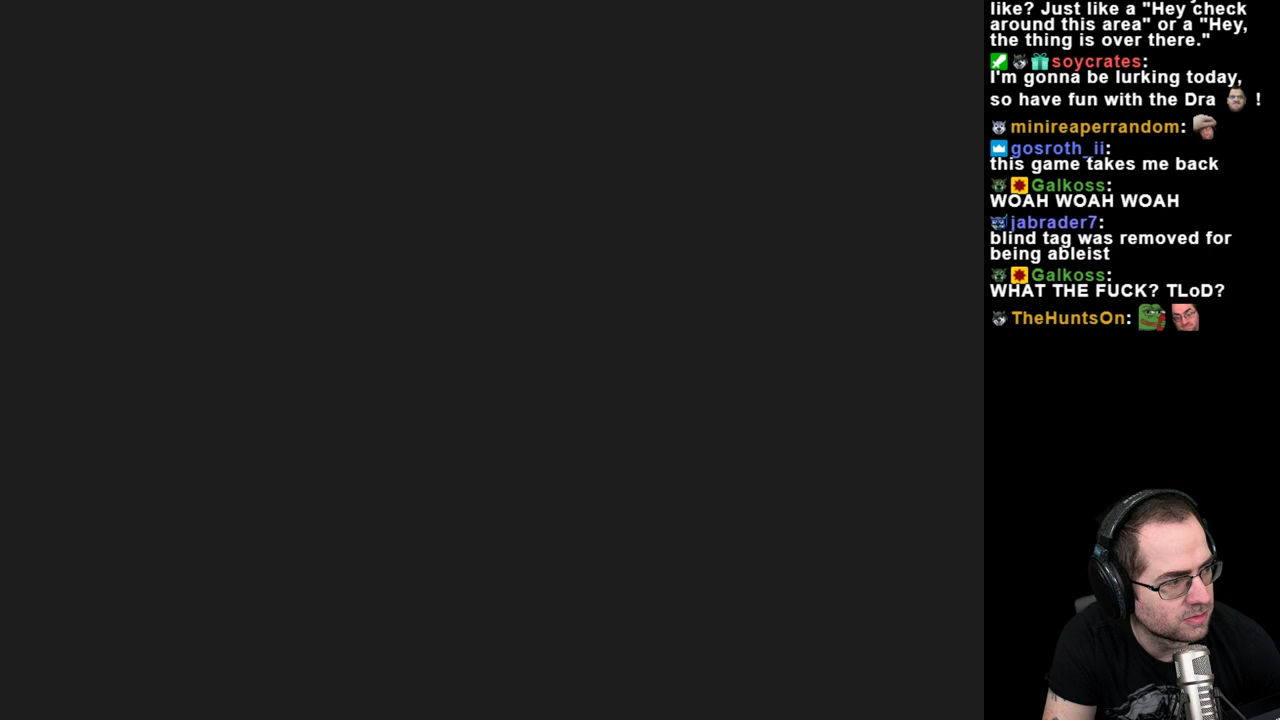 like? Just like a "Hey check
around this area" or a "Hey,
the thing is over there."
soycrates:
I'm gonna be lurking today,
so have fun with the Dra !
minireaperrandom:
gosroth_ii:
this game takes me back
Galkoss:
WOAH WOAH WOAH
jabrader7:
blind tag was removed for
being ableist
Galkoss:
WHAT THE FUCK? TLoD?
TheHuntsOn: